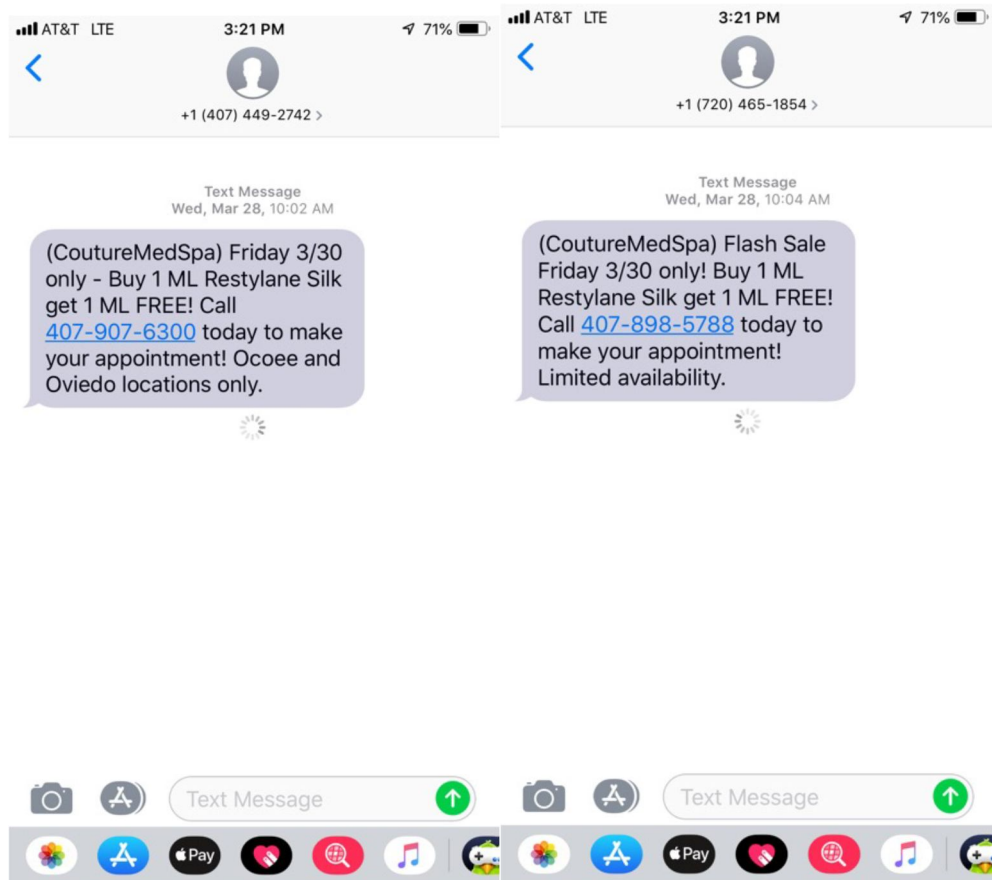 AT&T LTE
3:21 PM
71%
+1 (407) 449-2742 >
Text Message
Wed, Mar 28, 10:02 AM
(CoutureMedSpa) Friday 3/30
only - Buy 1 ML Restylane Silk
get 1 ML FREE! Call
407-907-6300 today to make
your appointment! Ocoee and
Oviedo locations only.
Text Message
Pay
AT&T LTE
3:21 PM
71%
+1 (720) 465-1854 >
Text Message
Wed, Mar 28, 10:04 AM
(CoutureMedSpa) Flash Sale
Friday 3/30 only! Buy 1 ML
Restylane Silk get 1 ML FREE!
Call 407-898-5788 today to
make your appointment!
Limited availability.
Text Message
Pay